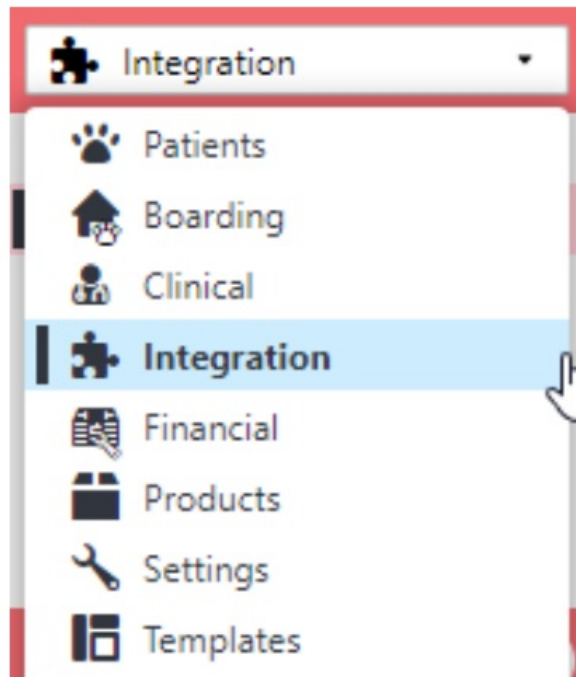 Integration
Patients
Boarding
Clinical
Integration
Financial
Products
Settings
Templates